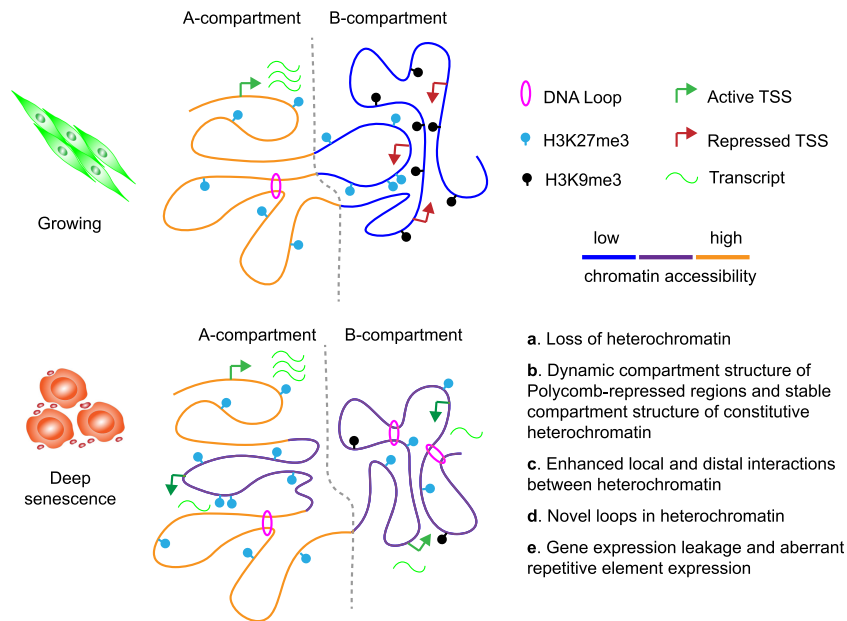 A-compartment
B-compartment
Growing
DNA Loop
Active TSS
H3K27me3
Repressed TSS
H3K9me3
Transcript
low
high
chromatin accessibility
A-compartment
B-compartment
Deep
senescence
a. Loss of heterochromatin
b. Dynamic compartment structure of
Polycomb-repressed regions and stable
compartment structure of constitutive
heterochromatin
c. Enhanced local and distal interactions
between heterochromatin
d. Novel loops in heterochromatin
e. Gene expression leakage and aberrant
repetitive element expression